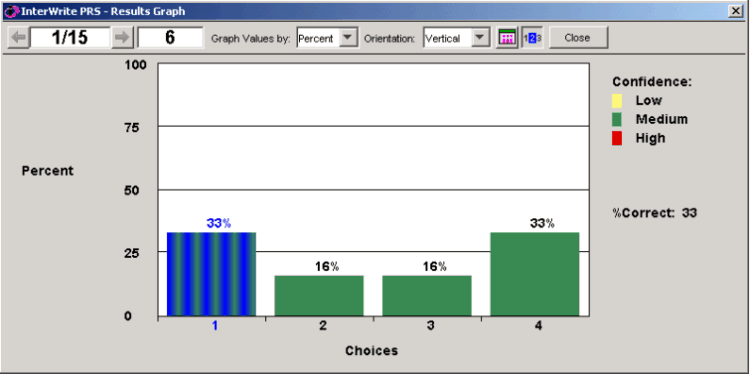 InterWrite PRS - Results Graph
1/15 6 Graph Values by: Percent Orientation: Vertical 123 Close
100
75
50
25
0
Percent
33% 16% 16% 33%
1 2 3 4
Choices
Confidence:
Low
Medium
High
%Correct: 33